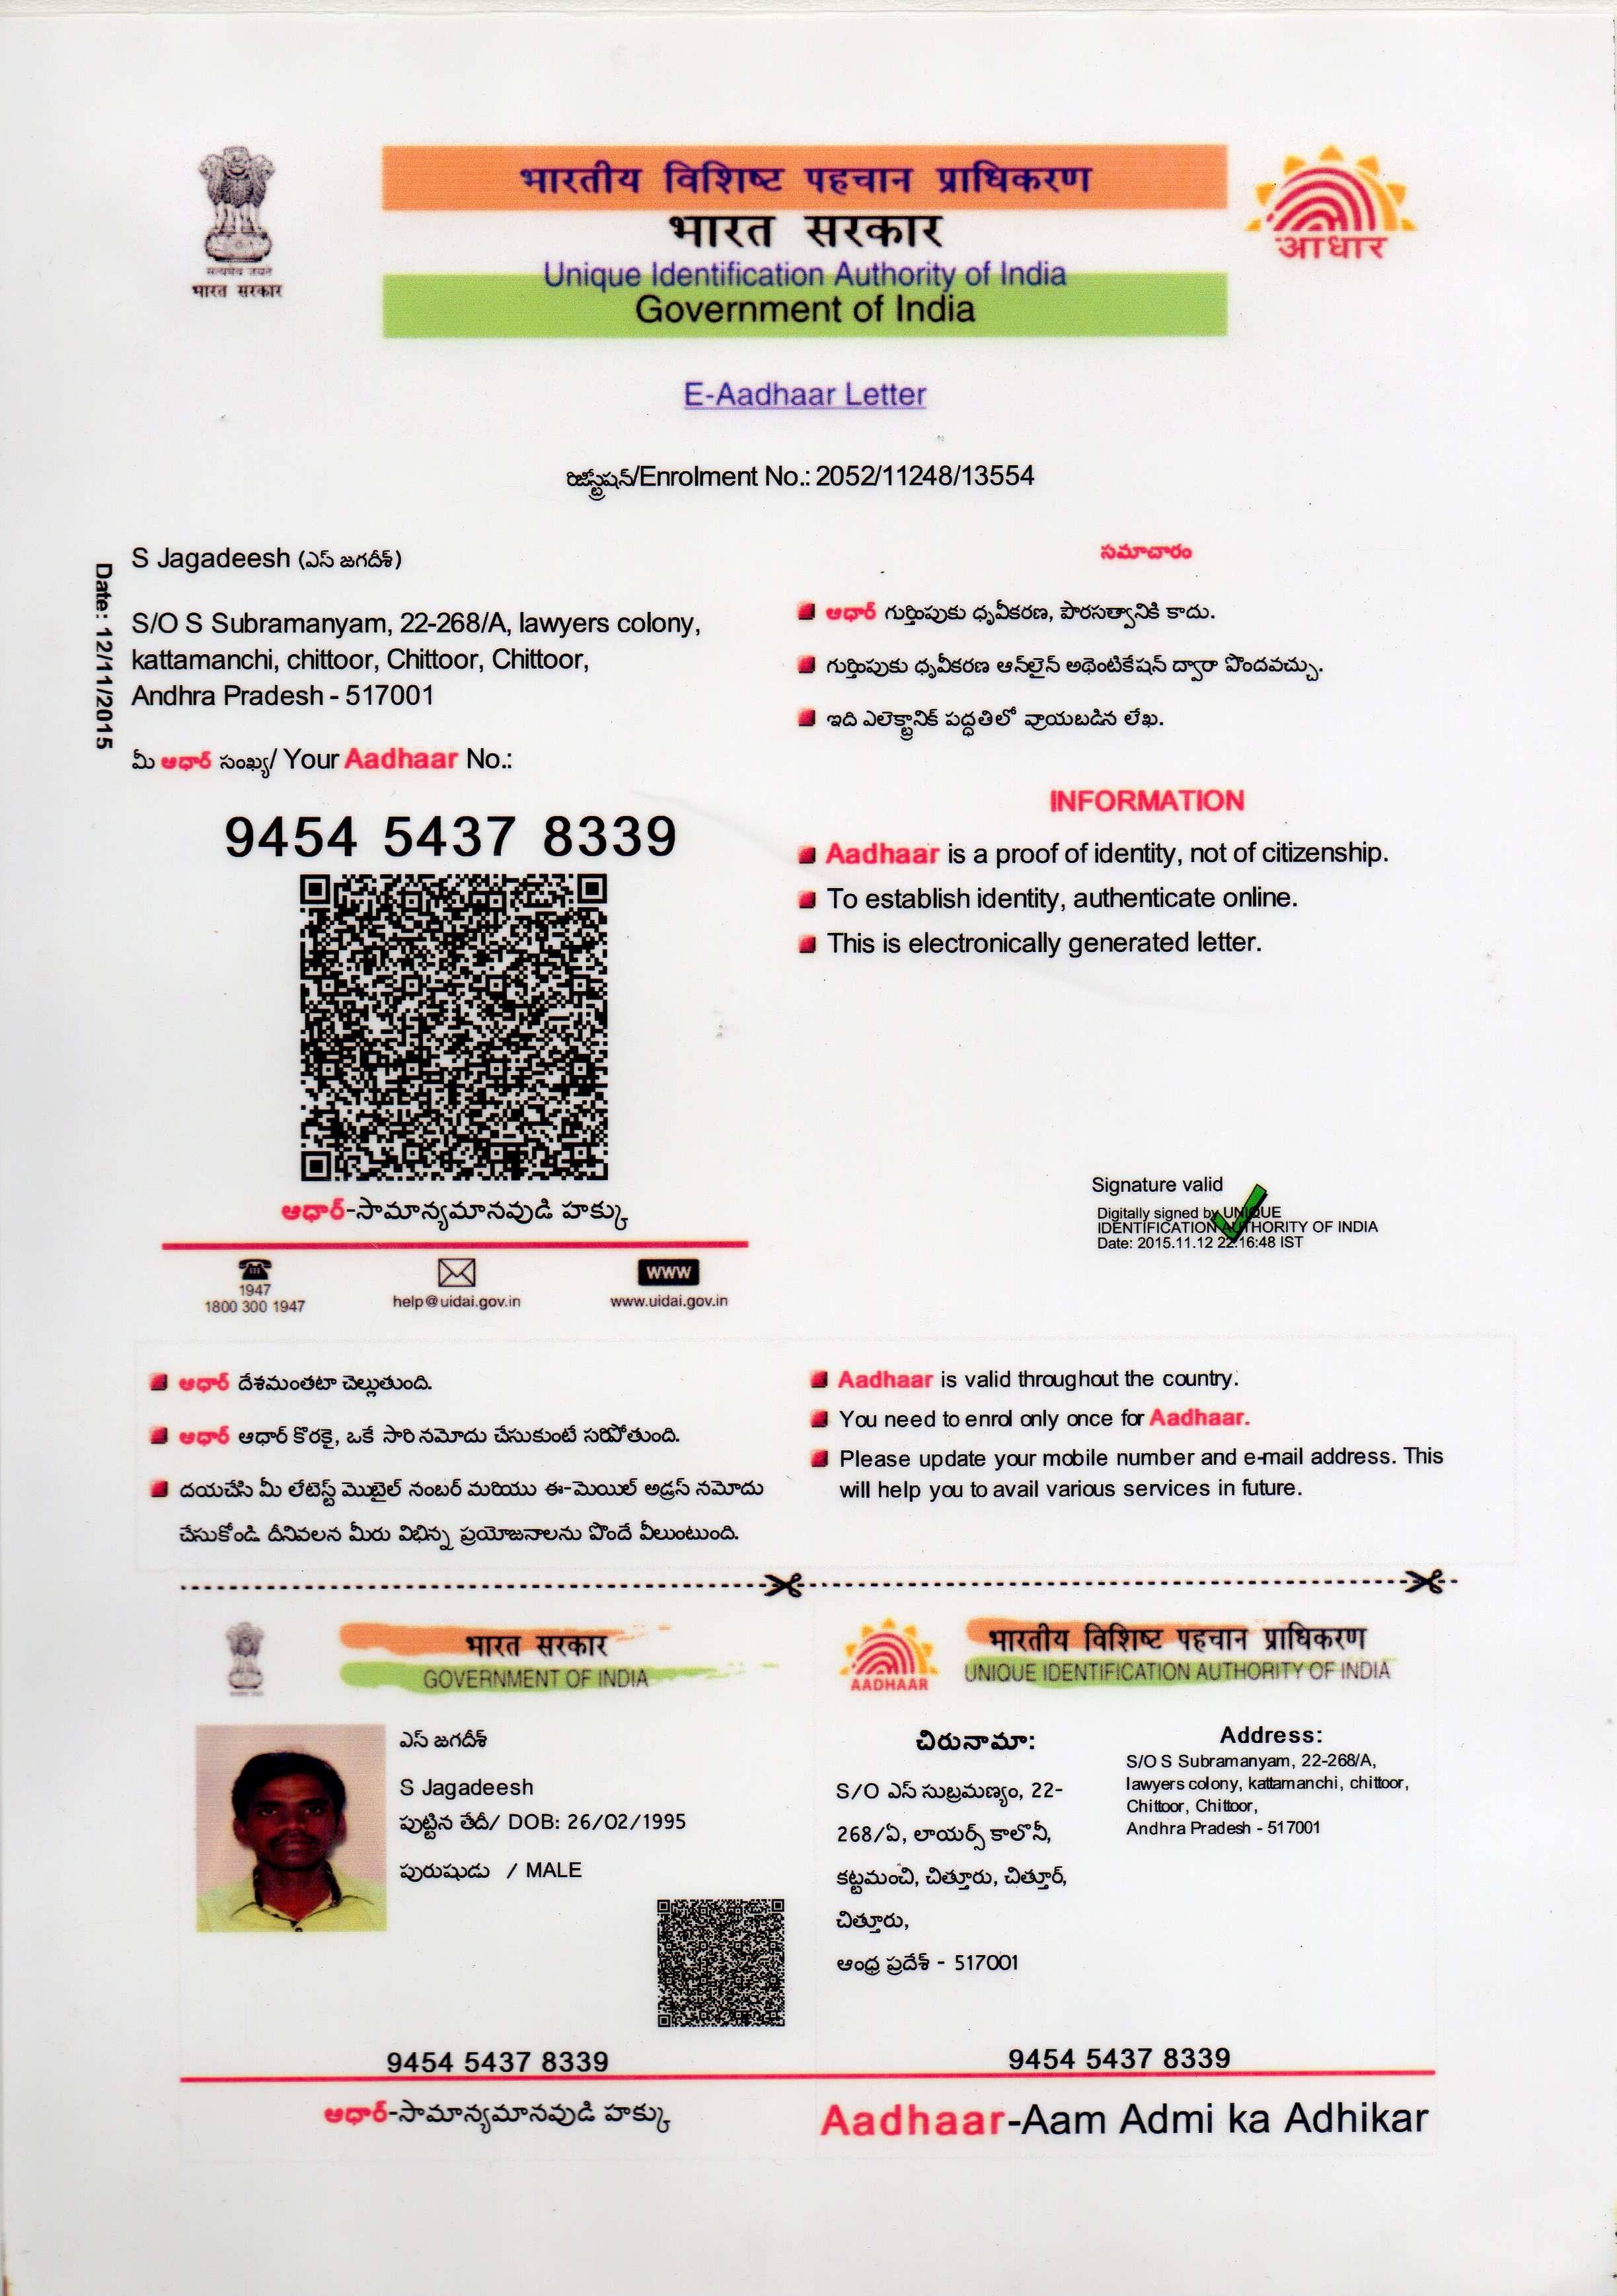 भारतीय विशिष्ट पहचान प्राधिकरण
भारत सरकार
Unique Identification Authority of India
Government of India
सत्यमेव जयते
भारत सरकार
आधार
E-Aadhaar Letter
రిజిస్ట్రేషన్/Enrolment No.: 2052/11248/13554
Date: 12/11/2015
S Jagadeesh (ఎస్ జగదీశ్)
S/O S Subramanyam, 22-268/A, lawyers colony,
kattamanchi, chittoor, Chittoor, Chittoor,
Andhra Pradesh - 517001
మీ ఆధార్ సంఖ్య/ Your Aadhaar No.:
9454 5437 8339
ఆధార్-సామాన్యమానవుడి హక్కు
1947
1800 300 1947
help@uidai.gov.in
www
www.uidai.gov.in
సమాచారం
ఆధార్ గుర్తింపుకు ధృవీకరణ, పౌరసత్వానికి కాదు.
గుర్తింపుకు ధృవీకరణ ఆన్‌లైన్ అథెంటికేషన్ ద్వారా పొందవచ్చు.
ఇది ఎలెక్ట్రానిక్ పద్ధతిలో వ్రాయబడిన లేఖ.
INFORMATION
Aadhaar is a proof of identity, not of citizenship.
To establish identity, authenticate online.
This is electronically generated letter.
Signature valid
Digitally signed by UNIQUE
IDENTIFICATION AUTHORITY OF INDIA
Date: 2015.11.12 22:16:48 IST
ఆధార్ దేశమంతటా చెల్లుతుంది.
ఆధార్ ఆధార్ కొరకై, ఒకే సారి నమోదు చేసుకుంటే సరిపోతుంది.
దయచేసి మీ లేటెస్ట్ మొబైల్ నంబర్ మరియు ఈ-మెయిల్ అడ్రస్ నమోదు
చేసుకోండి దీనివలన మీరు విభిన్న ప్రయోజనాలను పొందే వీలుంటుంది.
Aadhaar is valid throughout the country.
You need to enrol only once for Aadhaar.
Please update your mobile number and e-mail address. This
will help you to avail various services in future.
भारत सरकार
GOVERNMENT OF INDIA
ఎస్ జగదీశ్
S Jagadeesh
పుట్టిన తేదీ/ DOB: 26/02/1995
పురుషుడు / MALE
9454 5437 8339
ఆధార్-సామాన్యమానవుడి హక్కు
AADHAAR
भारतीय विशिष्ट पहचान प्राधिकरण
UNIQUE IDENTIFICATION AUTHORITY OF INDIA
చిరునామా:
S/O ఎస్ సుబ్రమణ్యం, 22-
268/ఏ, లాయర్స్ కాలొనీ,
కట్టమంచి, చిత్తూరు, చిత్తూర్,
చిత్తూరు,
ఆంధ్ర ప్రదేశ్ - 517001
Address:
S/O S Subramanyam, 22-268/A,
lawyers colony, kattamanchi, chittoor,
Chittoor, Chittoor,
Andhra Pradesh - 517001
9454 5437 8339
Aadhaar-Aam Admi ka Adhikar